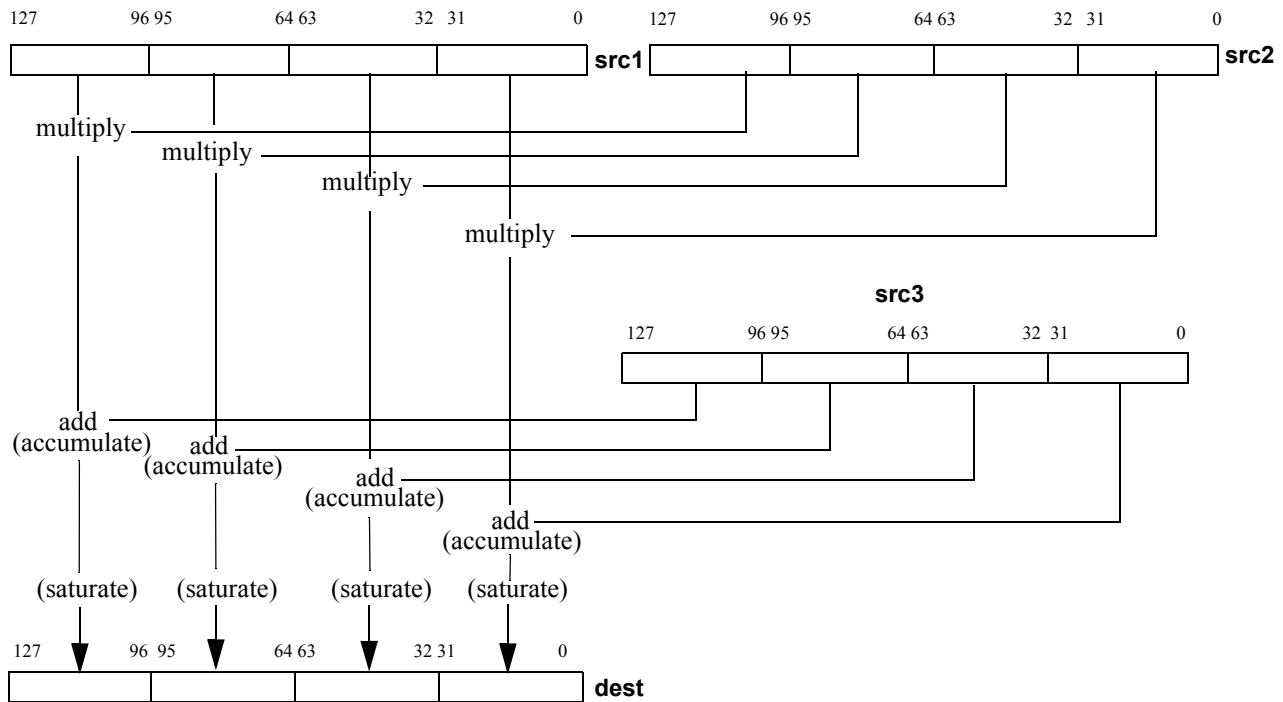 127 96 95 64 63 32 31 0
127 96 95 64 63 32 31 0
src1
src2
multiply
multiply
multiply
multiply
src3
127 96 95 64 63 32 31 0
add
(accumulate)
add
(accumulate)
add
(accumulate)
add
(accumulate)
(saturate) (saturate) (saturate) (saturate)
127 96 95 64 63 32 31 0
dest